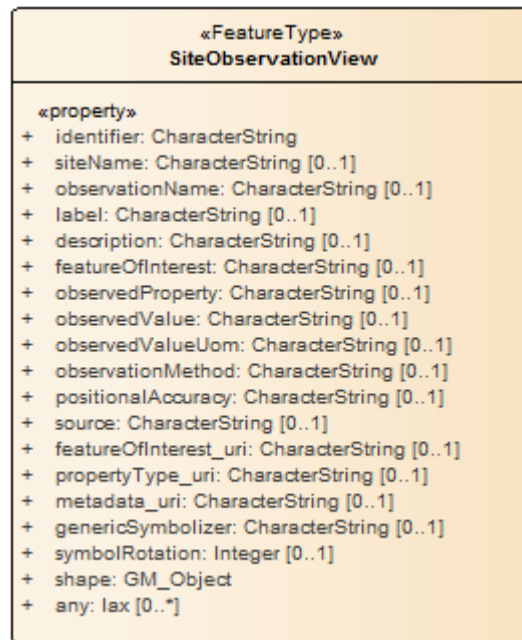 «FeatureType»
SiteObservationView
«property»
+ identifier: CharacterString
+ siteName: CharacterString [0..1]
+ observationName: CharacterString [0..1]
+ label: CharacterString [0..1]
+ description: CharacterString [0..1]
+ featureOfInterest: CharacterString [0..1]
+ observedProperty: CharacterString [0..1]
+ observedValue: CharacterString [0..1]
+ observedValueUom: CharacterString [0..1]
+ observationMethod: CharacterString [0..1]
+ positionalAccuracy: CharacterString [0..1]
+ source: CharacterString [0..1]
+ featureOfInterest_uri: CharacterString [0..1]
+ propertyType_uri: CharacterString [0..1]
+ metadata_uri: CharacterString [0..1]
+ genericSymbolizer: CharacterString [0..1]
+ symbolRotation: Integer [0..1]
+ shape: GM_Object
+ any: lax [0..*]